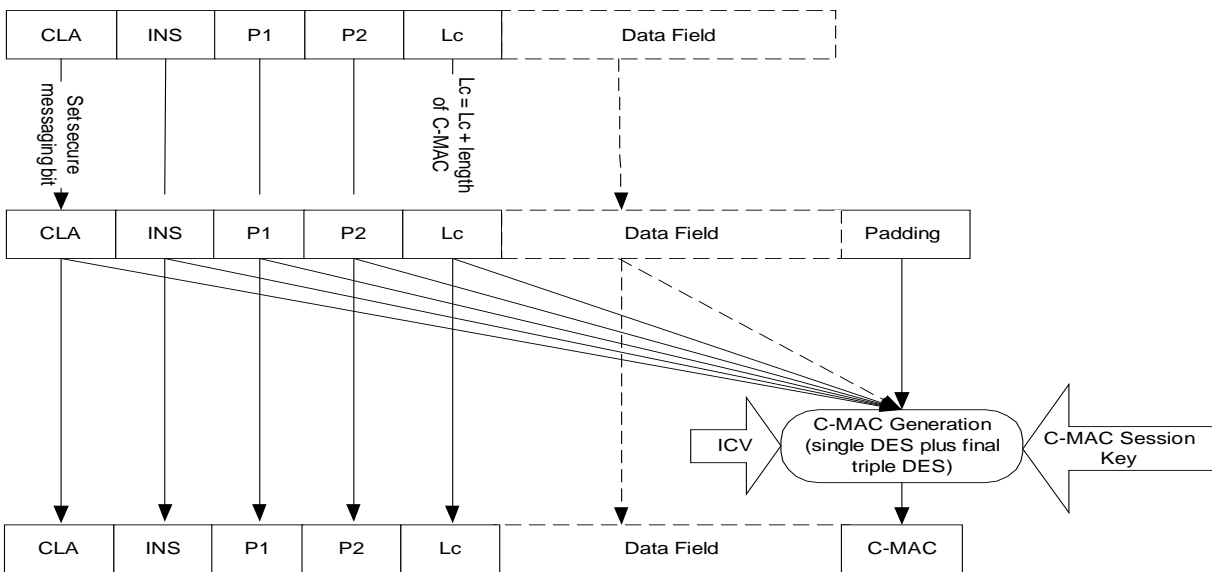 CLA INS P1 P2 Lc Data Field
Set secure
messaging bit
Lc = Lc + length
of C-MAC
CLA INS P1 P2 Lc Data Field Padding
ICV
C-MAC Generation
(single DES plus final
triple DES)
C-MAC Session
Key
CLA INS P1 P2 Lc Data Field C-MAC